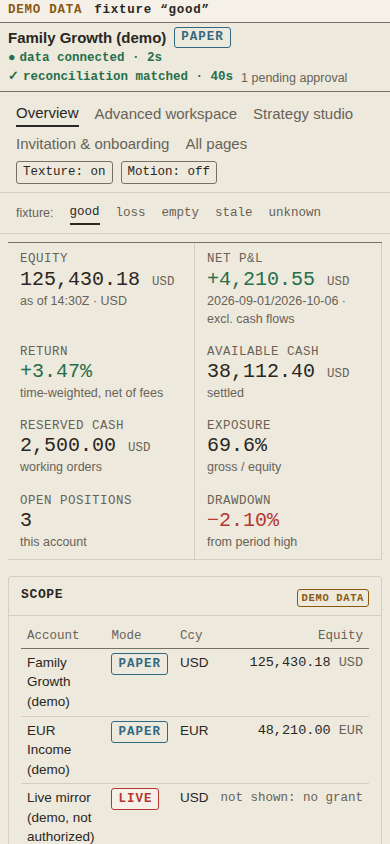 DEMO DATA fixture “good”
Family Growth (demo) PAPER
● data connected · 2s
✓ reconciliation matched · 40s 1 pending approval
Overview Advanced workspace Strategy studio
Invitation & onboarding All pages
Texture: on Motion: off
fixture: good loss empty stale unknown
EQUITY
125,430.18 USD
as of 14:30Z · USD
NET P&L
+4,210.55 USD
2026-09-01/2026-10-06 ·
excl. cash flows
RETURN
+3.47%
time-weighted, net of fees
AVAILABLE CASH
38,112.40 USD
settled
RESERVED CASH
2,500.00 USD
working orders
EXPOSURE
69.6%
gross / equity
OPEN POSITIONS
3
this account
DRAWDOWN
−2.10%
from period high
SCOPE DEMO DATA
Account Mode Ccy Equity
Family PAPER USD 125,430.18 USD
Growth
(demo)
EUR PAPER EUR 48,210.00 EUR
Income
(demo)
Live mirror LIVE USD not shown: no grant
(demo, not
authorized)